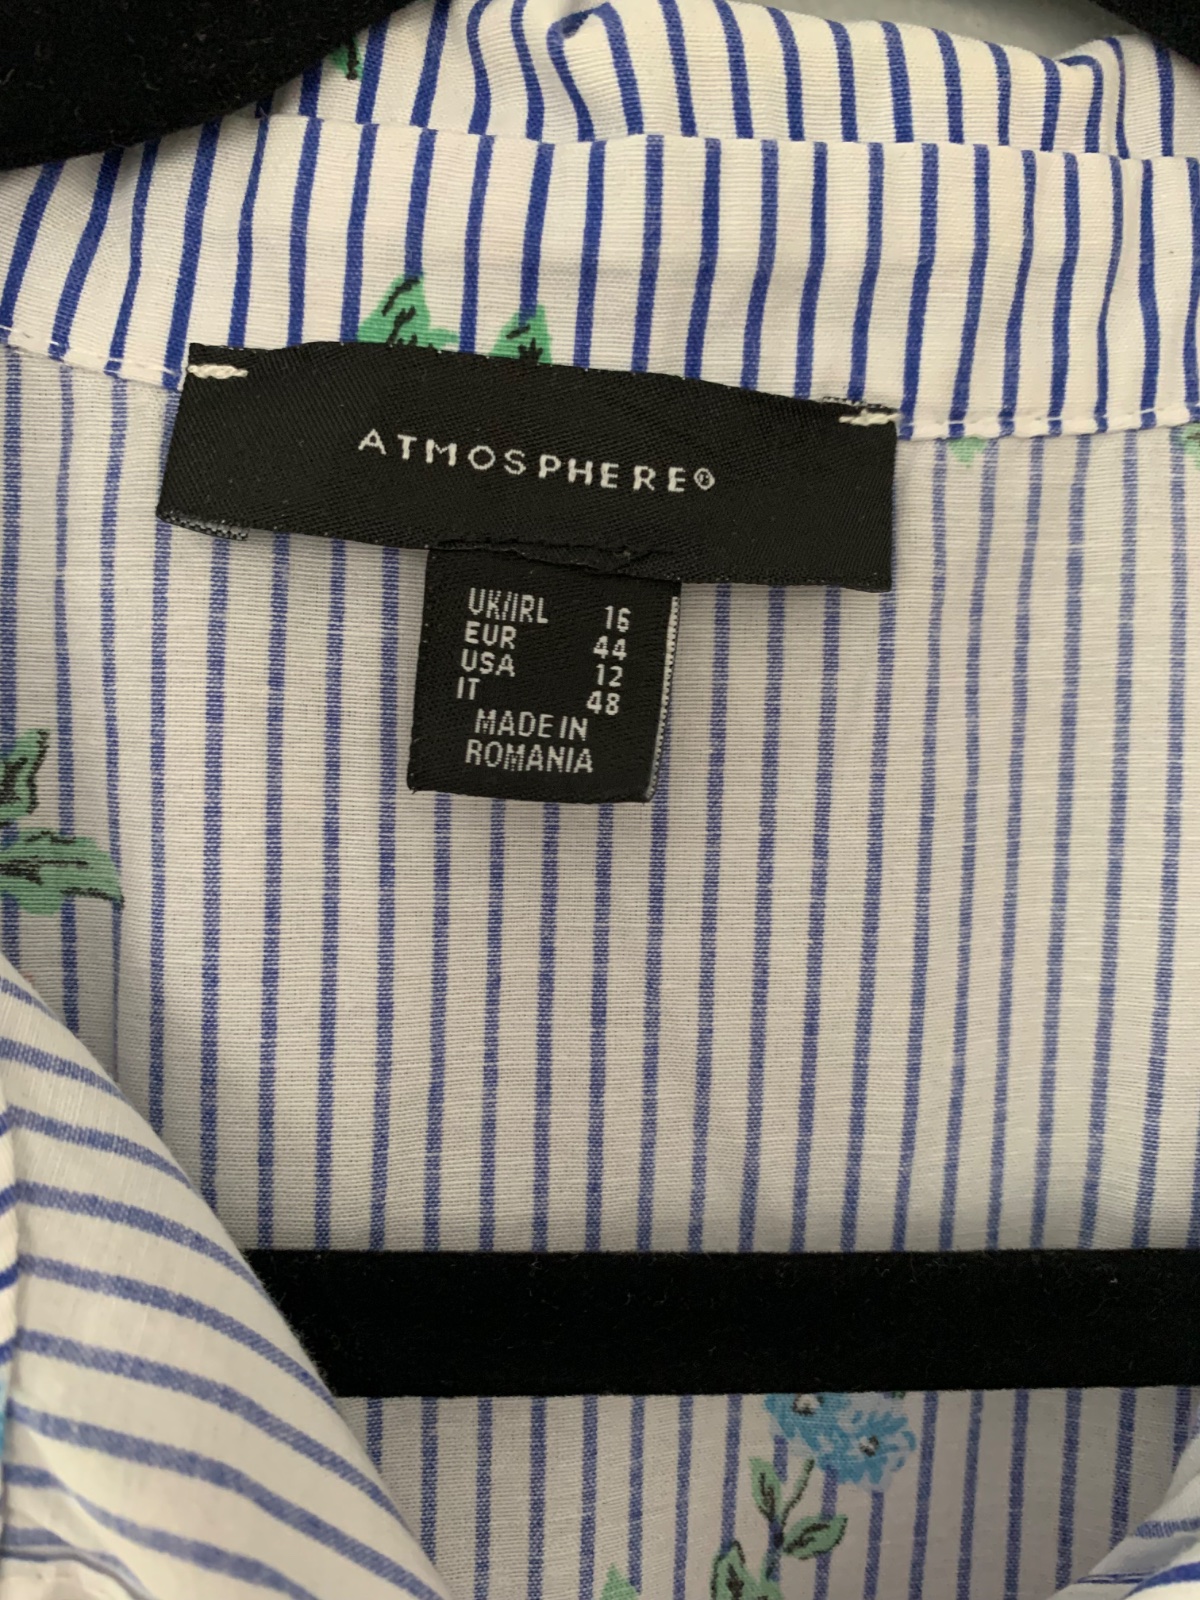 ATMOSPHERE®
UK/IRL 16
EUR 44
USA 12
IT 48
MADE IN
ROMANIA